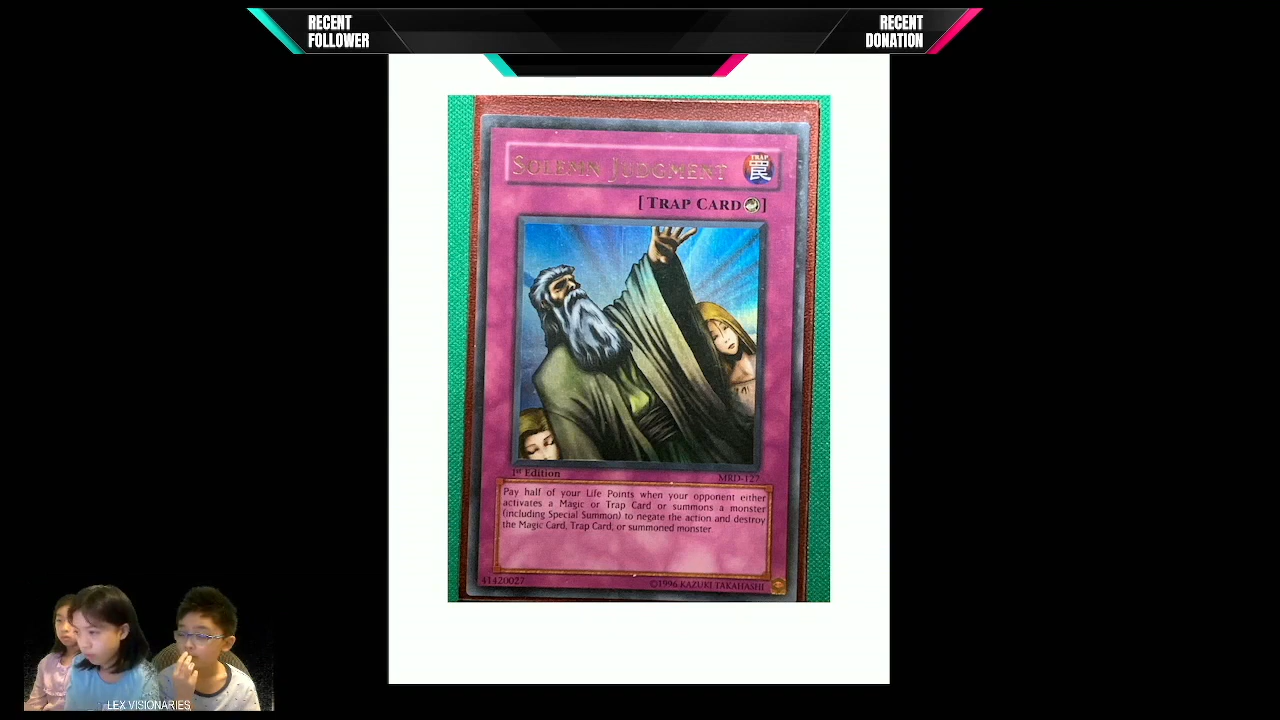 RECENT
FOLLOWER
RECENT
DONATION
SOLEMN JUDGMENT
TRAP
罠
[TRAP CARD]
1st Edition
MRD-127
Pay half of your Life Points when your opponent either
activates a Magic or Trap Card or summons a monster
(including Special Summon) to negate the action and destroy
the Magic Card, Trap Card, or summoned monster
41420027
©1996 KAZUKI TAKAHASHI
LEX VISIONARIES